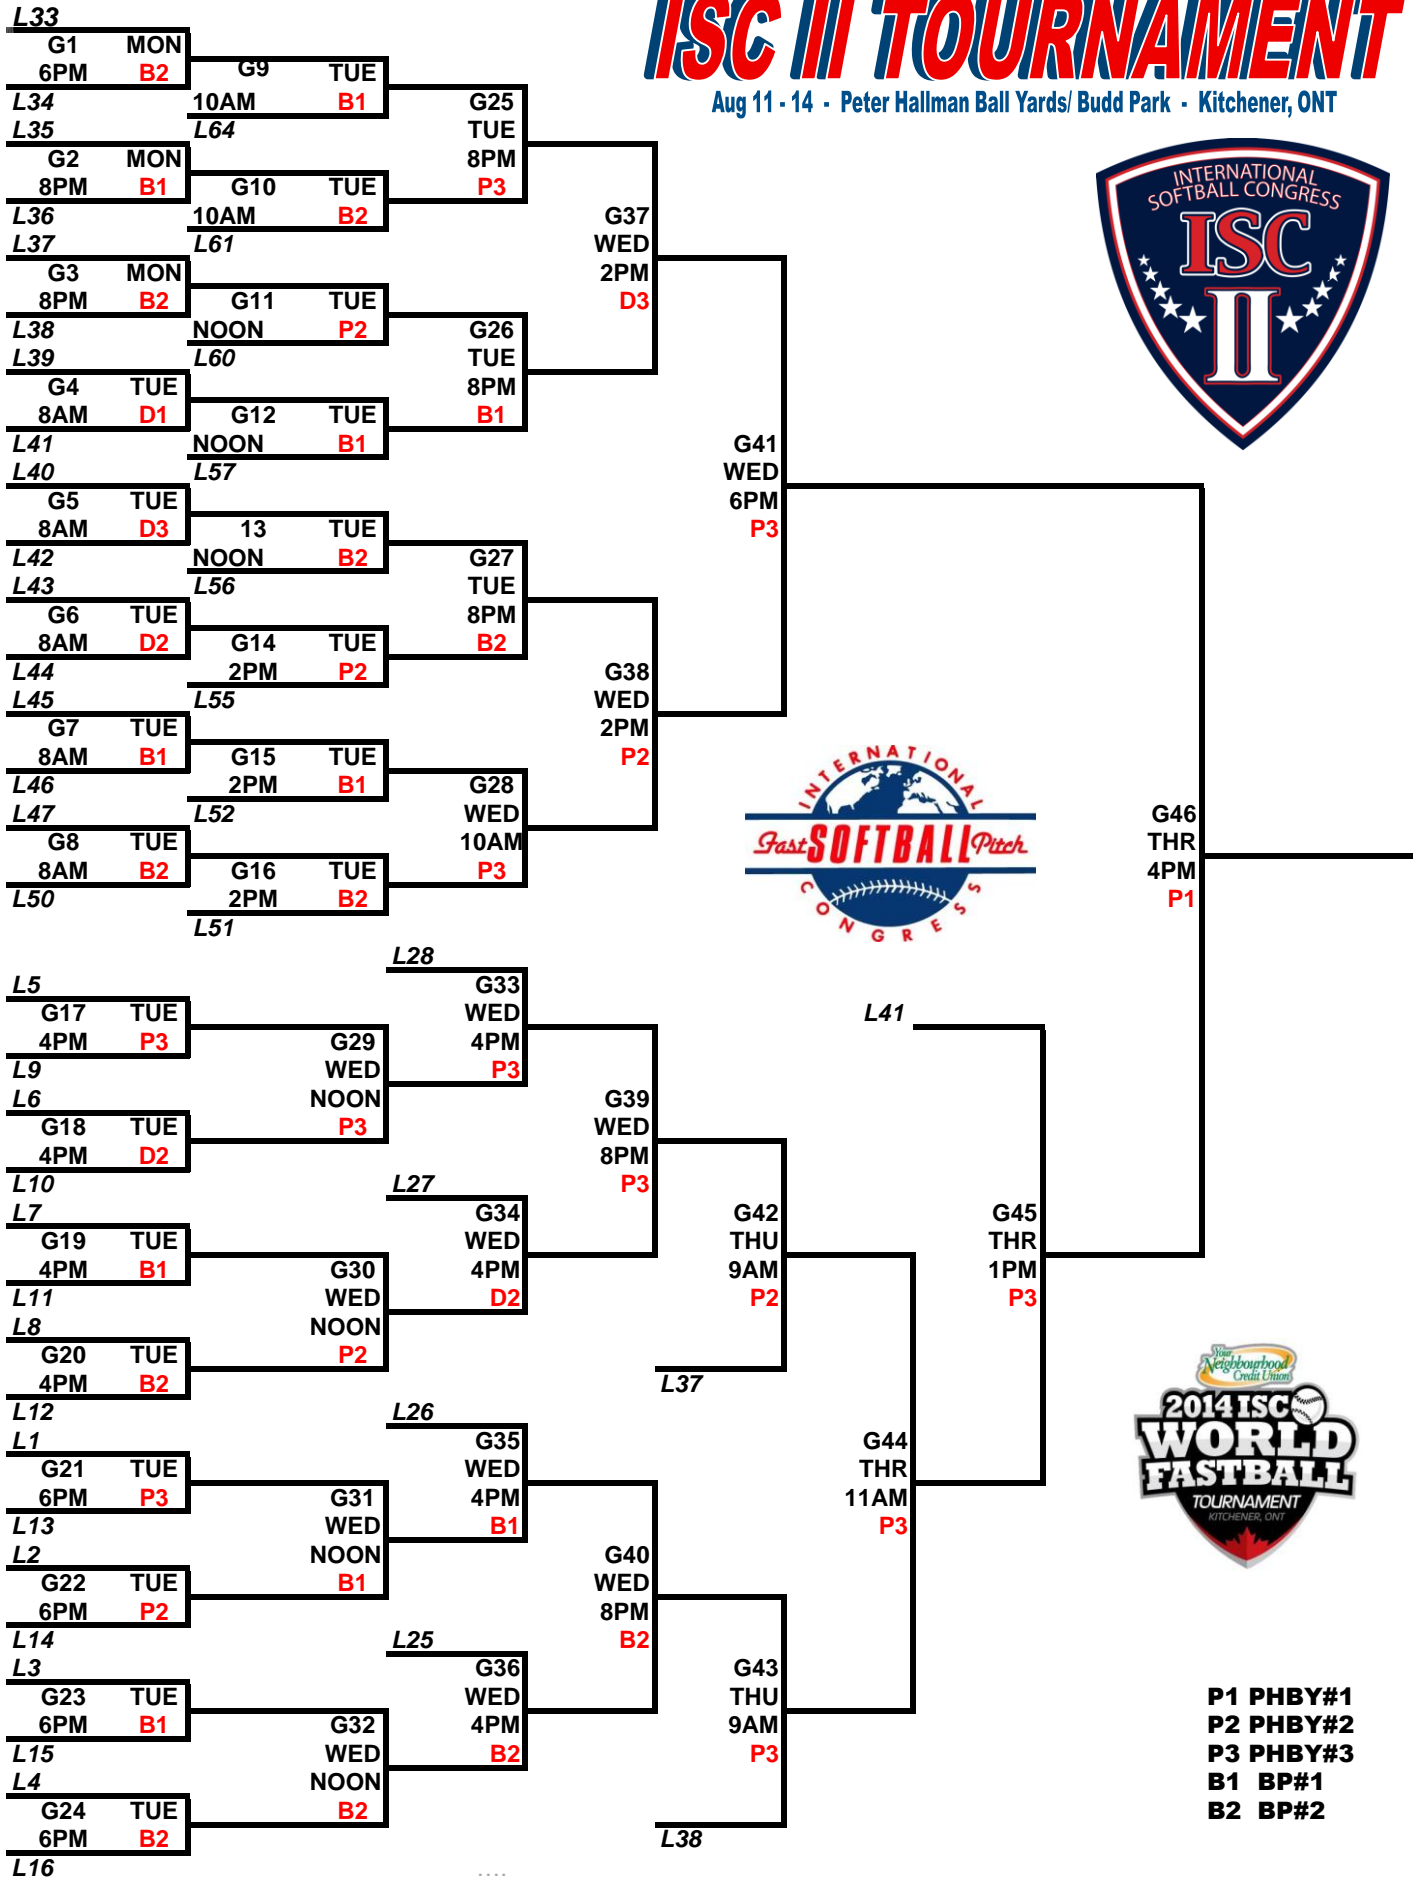 ISC II TOURNAMENT
Aug 11 - 14 - Peter Hallman Ball Yards/ Budd Park - Kitchener, ONT
INTERNATIONAL
SOFTBALL CONGRESS
ISC
II
L33
G1 MON
6PM B2
L34
G9 TUE
10AM B1
L64
L35
G2 MON
8PM B1
L36
G10 TUE
10AM B2
L61
L37
G3 MON
8PM B2
L38
G11 TUE
NOON P2
L60
L39
G4 TUE
8AM D1
L41
G12 TUE
NOON B1
L57
L40
G5 TUE
8AM D3
L42
13 TUE
NOON B2
L56
L43
G6 TUE
8AM D2
L44
G14 TUE
2PM P2
L55
L45
G7 TUE
8AM B1
L46
G15 TUE
2PM B1
L52
L47
G8 TUE
8AM B2
L50
G16 TUE
2PM B2
L51
G25
TUE
8PM
P3
G26
TUE
8PM
B1
G27
TUE
8PM
B2
G28
WED
10AM
P3
G37
WED
2PM
D3
G38
WED
2PM
P2
G41
WED
6PM
P3
G46
THR
4PM
P1
INTERNATIONAL
Fast SOFTBALL Pitch
CONGRESS
L5
G17 TUE
4PM P3
L9
L6
G18 TUE
4PM D2
L10
L7
G19 TUE
4PM B1
L11
L8
G20 TUE
4PM B2
L12
L1
G21 TUE
6PM P3
L13
L2
G22 TUE
6PM P2
L14
L3
G23 TUE
6PM B1
L15
L4
G24 TUE
6PM B2
L16
G29
WED
NOON
P3
G30
WED
NOON
P2
G31
WED
NOON
B1
G32
WED
NOON
B2
L28
G33
WED
4PM
P3
L27
G34
WED
4PM
D2
L26
G35
WED
4PM
B1
L25
G36
WED
4PM
B2
G39
WED
8PM
P3
G40
WED
8PM
B2
G42
THU
9AM
P2
L37
G43
THU
9AM
P3
L38
G44
THR
11AM
P3
L41
G45
THR
1PM
P3
Your
Neighbourhood
Credit Union
2014 ISC
WORLD
FASTBALL
TOURNAMENT
KITCHENER, ONT
P1 PHBY#1
P2 PHBY#2
P3 PHBY#3
B1 BP#1
B2 BP#2
....